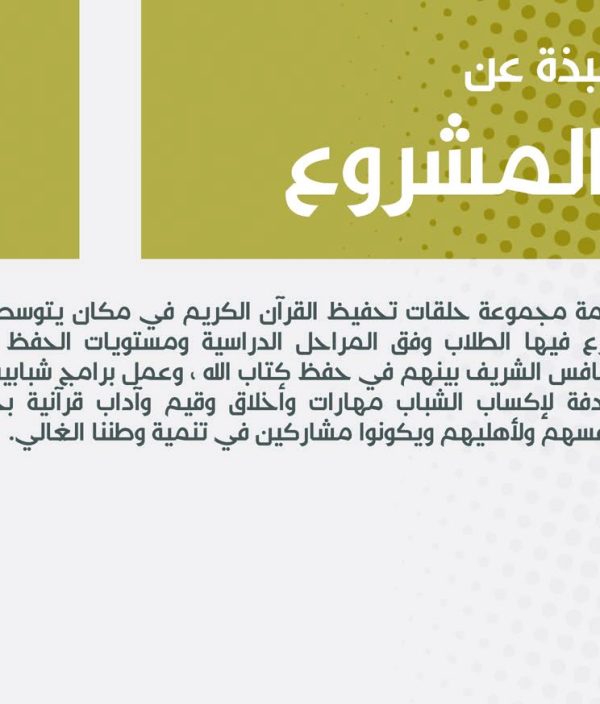 بذة عن
المشروع
مة مجموعة حلقات تحفيظ القرآن الكريم في مكان يتوسط
ع فيها الطلاب وفق المراحل الدراسية ومستويات الحفظ
افس الشريف بينهم في حفظ كتاب الله ، وعمل برامج شبابية
دفة لإكساب الشباب مهارات وأخلاق وقيم وآداب قرآنية بح
سهم ولأهليهم ويكونوا مشاركين في تنمية وطننا الغالي.